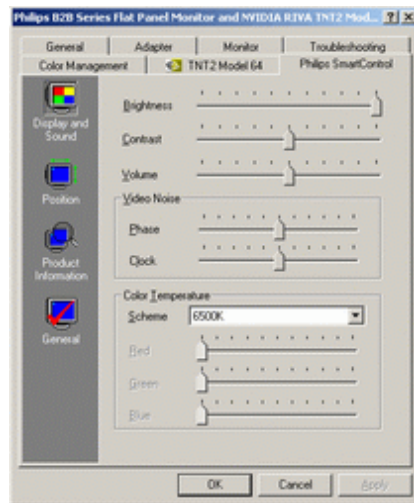 Philips B2B Series Flat Panel Monitor and NVIDIA RIVA TNT2 Mod...
General Adapter Monitor Troubleshooting
Color Management TNT2 Model 64 Philips SmartControl
Display and
Sound
Position
Product
Information
General
Brightness
Contrast
Volume
Video Noise
Phase
Clock
Color Temperature
Scheme 6500K
Red
Green
Blue
OK Cancel Apply